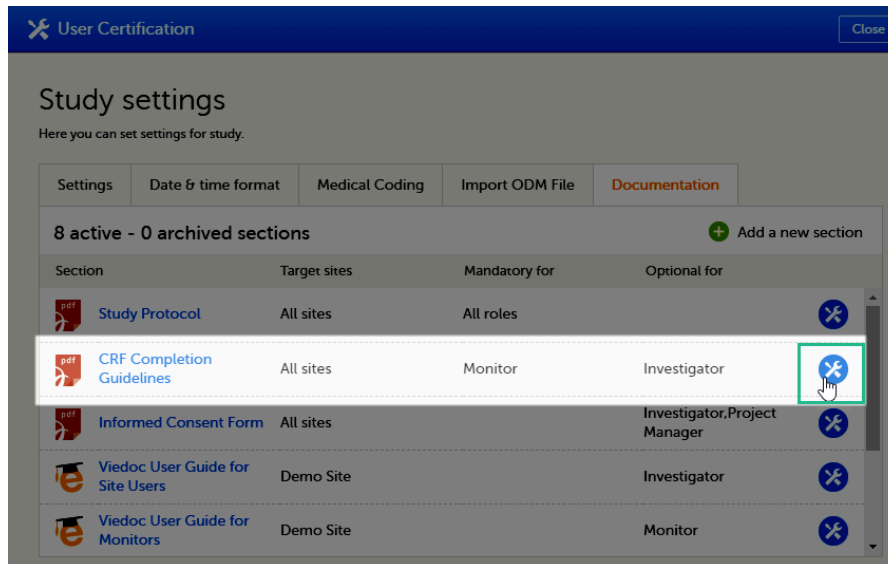 User Certification
Close
Study settings
Here you can set settings for study.
Settings Date & time format Medical Coding Import ODM File Documentation
8 active - 0 archived sections Add a new section
Section Target sites Mandatory for Optional for
pdf Study Protocol All sites All roles
pdf CRF Completion
Guidelines All sites Monitor Investigator
pdf Informed Consent Form All sites Investigator,Project
Manager
Viedoc User Guide for
Site Users Demo Site Investigator
Viedoc User Guide for
Monitors Demo Site Monitor